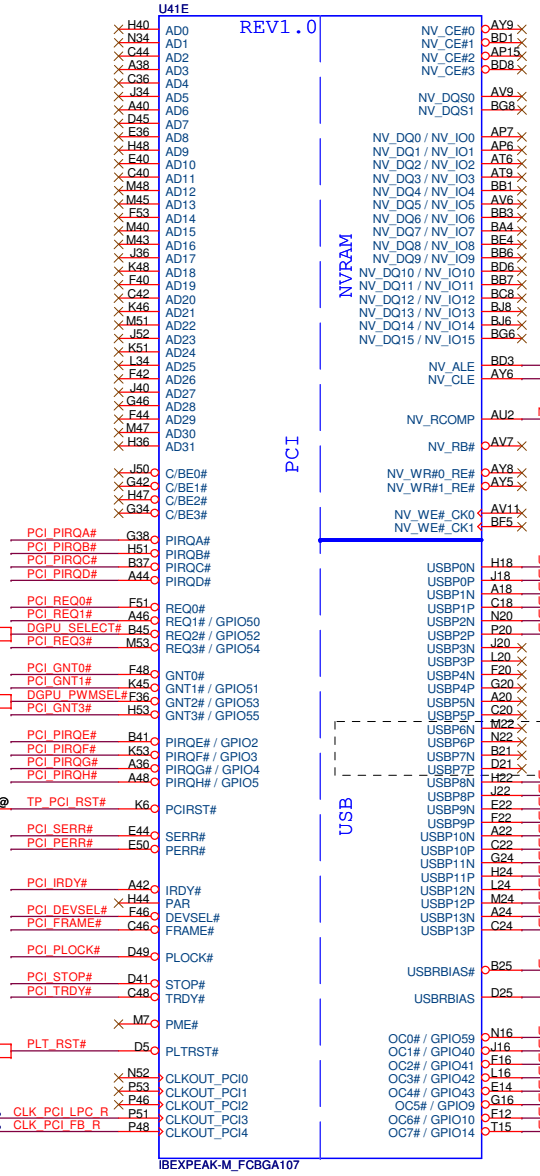 U41E
REV1.0
H40 AD0 NV_CE#0 AY9
N34 AD1 NV_CE#1 BD1
C44 AD2 NV_CE#2 AP15
A38 AD3 NV_CE#3 BD8
C36 AD4
J34 AD5 NV_DQS0 AV9
A40 AD6 NV_DQS1 BG8
D45 AD7
E36 AD8 NV_DQ0 / NV_IO0 AP7
H48 AD9 NV_DQ1 / NV_IO1 AP6
E40 AD10 NV_DQ2 / NV_IO2 AT6
C40 AD11 NV_DQ3 / NV_IO3 AT9
M48 AD12 NV_DQ4 / NV_IO4 BB1
M45 AD13 NV_DQ5 / NV_IO5 AV6
F53 AD14 NV_DQ6 / NV_IO6 BB3
M40 AD15 NV_DQ7 / NV_IO7 BA4
M43 AD16 NV_DQ8 / NV_IO8 BE4
J36 AD17 NV_DQ9 / NV_IO9 BB6
K48 AD18 NV_DQ10 / NV_IO10 BD6
F40 AD19 NV_DQ11 / NV_IO11 BB7
C42 AD20 NV_DQ12 / NV_IO12 BC8
K46 AD21 NV_DQ13 / NV_IO13 BJ8
M51 AD22 NV_DQ14 / NV_IO14 BJ6
J52 AD23 NV_DQ15 / NV_IO15 BG6
K51 AD24
L34 AD25 NV_ALE BD3
F42 AD26 NV_CLE AY6
J40 AD27
G46 AD28
F44 AD29 NV_RCOMP AU2
M47 AD30
H36 AD31 NV_RB# AV7
NVRAM
PCI
J50 C/BE0# NV_WR#0_RE# AY8
G42 C/BE1# NV_WR#1_RE# AY5
H47 C/BE2#
G34 C/BE3# NV_WE#_CK0 AV11
NV_WE#_CK1 BF5
PCI_PIRQA# G38 PIRQA#
PCI_PIRQB# H51 PIRQB#
PCI_PIRQC# B37 PIRQC# USBP0N H18
PCI_PIRQD# A44 PIRQD# USBP0P J18
USBP1N A18
PCI_REQ0# F51 REQ0# USBP1P C18
PCI_REQ1# A46 REQ1# / GPIO50 USBP2N N20
DGPU_SELECT# B45 REQ2# / GPIO52 USBP2P P20
PCI_REQ3# M53 REQ3# / GPIO54 USBP3N J20
USBP3P L20
PCI_GNT0# F48 GNT0# USBP4N F20
PCI_GNT1# K45 GNT1# / GPIO51 USBP4P G20
DGPU_PWMSEL# F36 GNT2# / GPIO53 USBP5N A20
PCI_GNT3# H53 GNT3# / GPIO55 USBP5P C20
USBP6N M22
PCI_PIRQE# B41 PIRQE# / GPIO2 USBP6P N22
PCI_PIRQF# K53 PIRQF# / GPIO3 USBP7N B21
PCI_PIRQG# A36 PIRQG# / GPIO4 USBP7P D21
PCI_PIRQH# A48 PIRQH# / GPIO5 USBP8N H22
USBP8P J22
@ TP_PCI_RST# K6 PCIRST# USBP9N E22
USBP9P F22
PCI_SERR# E44 SERR# USBP10N A22
PCI_PERR# E50 PERR# USBP10P C22
USB
USBP11N G24
USBP11P H24
PCI_IRDY# A42 IRDY# USBP12N L24
H44 PAR USBP12P M24
PCI_DEVSEL# F46 DEVSEL# USBP13N A24
PCI_FRAME# C46 FRAME# USBP13P C24
PCI_PLOCK# D49 PLOCK#
USBRBIAS# B25
PCI_STOP# D41 STOP#
PCI_TRDY# C48 TRDY# USBRBIAS D25
M7 PME#
OC0# / GPIO59 N16
PLT_RST# D5 PLTRST# OC1# / GPIO40 J16
OC2# / GPIO41 F16
N52 CLKOUT_PCI0 OC3# / GPIO42 L16
P53 CLKOUT_PCI1 OC4# / GPIO43 E14
P46 CLKOUT_PCI2 OC5# / GPIO9 G16
CLK_PCI_LPC_R P51 CLKOUT_PCI3 OC6# / GPIO10 F12
CLK_PCI_FB_R P48 CLKOUT_PCI4 OC7# / GPIO14 T15
IBEXPEAK-M_FCBGA107